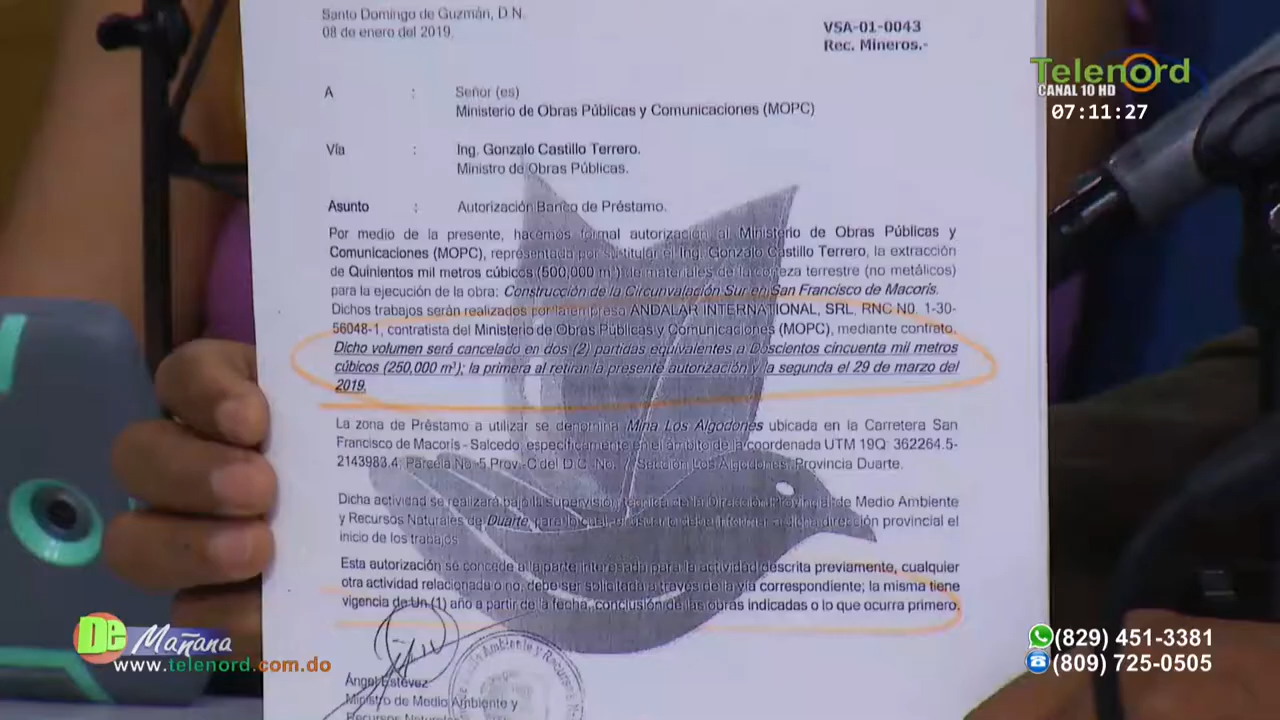 Santo Domingo de Guzmán, D.N.
08 de enero del 2019.
VSA-01-0043
Rec. Mineros.-
Telenord
CANAL 10 HD
07:11:27
A : Señor (es)
Ministerio de Obras Públicas y Comunicaciones (MOPC)
Vía : Ing. Gonzalo Castillo Terrero.
Ministro de Obras Públicas.
Asunto : Autorización Banco de Préstamo.
Por medio de la presente, hacemos formal autorización al Ministerio de Obras Públicas y
Comunicaciones (MOPC), representada por su titular el Ing. Gonzalo Castillo Terrero, la extracción
de Quinientos mil metros cúbicos (500,000 m³) de materiales de la corteza terrestre (no metálicos)
para la ejecución de la obra: Construcción de la Circunvalación Sur en San Francisco de Macorís.
Dichos trabajos serán realizados por la empresa ANDALAR INTERNATIONAL, SRL, RNC N0. 1-30-
56048-1, contratista del Ministerio de Obras Públicas y Comunicaciones (MOPC), mediante contrato.
Dicho volumen será cancelado en dos (2) partidas equivalentes a Doscientos cincuenta mil metros
cúbicos (250,000 m³); la primera al retirar la presente autorización y la segunda el 29 de marzo del
2019.
La zona de Préstamo a utilizar se denomina Mina Los Algodones ubicada en la Carretera San
Francisco de Macorís - Salcedo, específicamente en el ámbito de la coordenada UTM 19Q: 362264.5-
2143983.4, Parcela No. 5 Prov.-C del D.C. No. 7 Sección Los Algodones, Provincia Duarte.
Dicha actividad se realizará bajo la supervisión técnica de la Dirección Provincial de Medio Ambiente
y Recursos Naturales de Duarte, para lo cual el usuario debe informar a dicha dirección provincial el
inicio de los trabajos.
Esta autorización se concede a la parte interesada para la actividad descrita previamente, cualquier
otra actividad relacionada o no, debe ser solicitada a través de la vía correspondiente; la misma tiene
vigencia de Un (1) año a partir de la fecha, conclusión de las obras indicadas o lo que ocurra primero.
Ángel Estévez
Ministro de Medio Ambiente y
Recursos Naturales
De Mañana
www.telenord.com.do
(829) 451-3381
(809) 725-0505